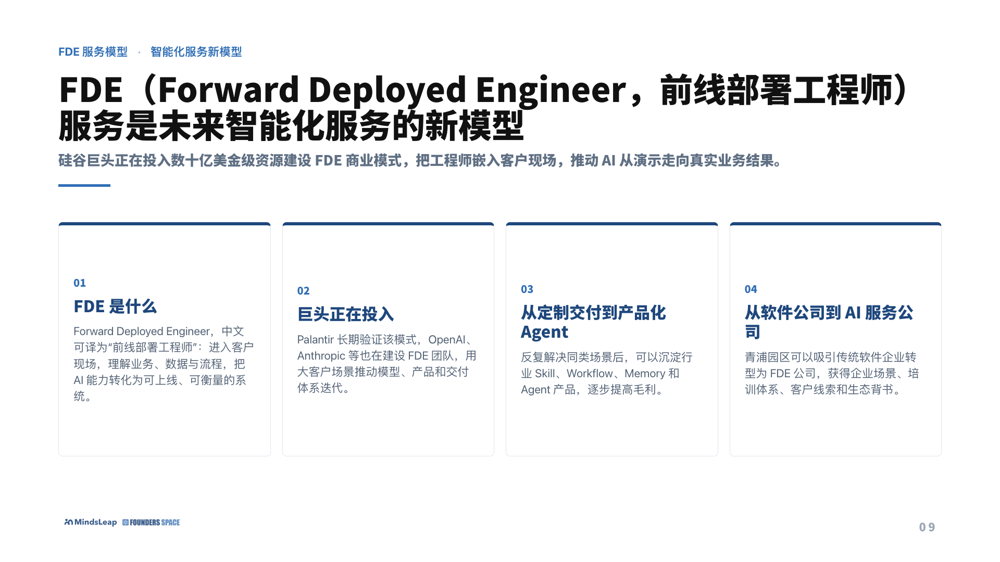 FDE 服务模型 · 智能化服务新模型
FDE（Forward Deployed Engineer，前线部署工程师）
服务是未来智能化服务的新模型
硅谷巨头正在投入数十亿美金级资源建设 FDE 商业模式，把工程师嵌入客户现场，推动 AI 从演示走向真实业务结果。
01
FDE 是什么
Forward Deployed Engineer，中文
可译为“前线部署工程师”：进入客户
现场，理解业务、数据与流程，把
AI 能力转化为可上线、可衡量的系
统。
02
巨头正在投入
Palantir 长期验证该模式，OpenAI、
Anthropic 等也在建设 FDE 团队，用
大客户场景推动模型、产品和交付
体系迭代。
03
从定制交付到产品化
Agent
反复解决同类场景后，可以沉淀行
业 Skill、Workflow、Memory 和
Agent 产品，逐步提高毛利。
04
从软件公司到 AI 服务公
司
青浦园区可以吸引传统软件企业转
型为 FDE 公司，获得企业场景、培
训体系、客户线索和生态背书。
MindsLeap FOUNDERS SPACE
09